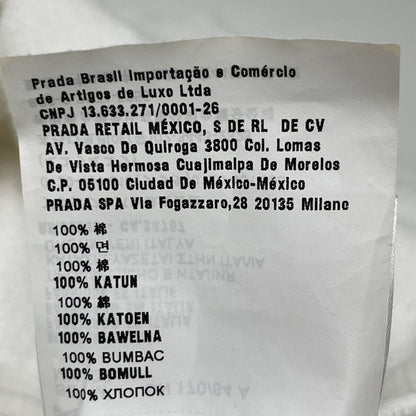 Prada Brasil Importação e Comércio
de Artigos de Luxo Ltda
CNPJ 13.633.271/0001-26
PRADA RETAIL MÉXICO, S DE RL DE CV
AV. Vasco De Quiroga 3800 Col. Lomas
De Vista Hermosa Cuajimalpa De Morelos
C.P. 05100 Ciudad De México-México
PRADA SPA Via Fogazzaro,28 20135 Milano
100% 棉
100% 면
100% 棉
100% KATUN
100% 綿
100% KATOEN
100% BAWELNA
100% BUMBAC
100% BOMULL
100% ХЛОПОК